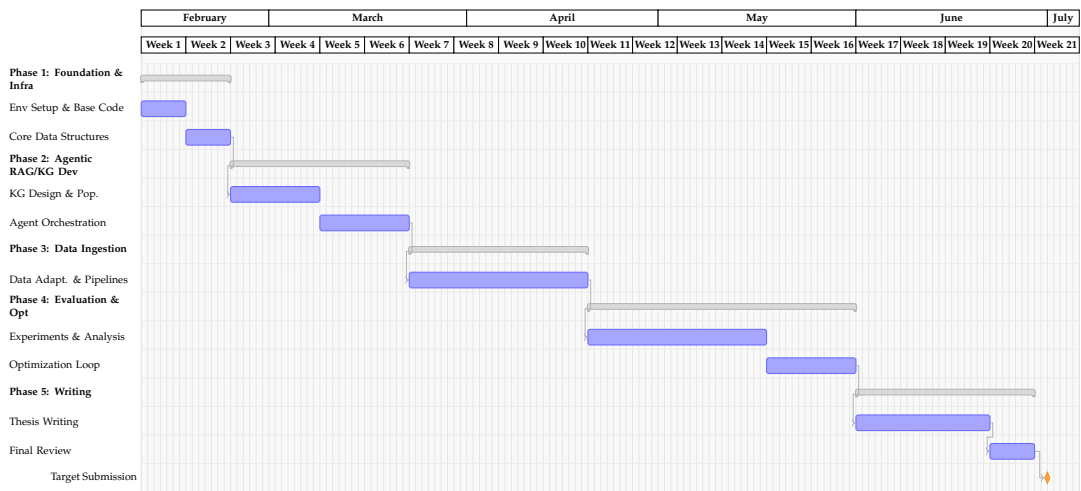 February March April May June July
Week 1 Week 2 Week 3 Week 4 Week 5 Week 6 Week 7 Week 8 Week 9 Week 10 Week 11 Week 12 Week 13 Week 14 Week 15 Week 16 Week 17 Week 18 Week 19 Week 20 Week 21
Phase 1: Foundation &
Infra
Env Setup & Base Code
Core Data Structures
Phase 2: Agentic
RAG/KG Dev
KG Design & Pop.
Agent Orchestration
Phase 3: Data Ingestion
Data Adapt. & Pipelines
Phase 4: Evaluation &
Opt
Experiments & Analysis
Optimization Loop
Phase 5: Writing
Thesis Writing
Final Review
Target Submission